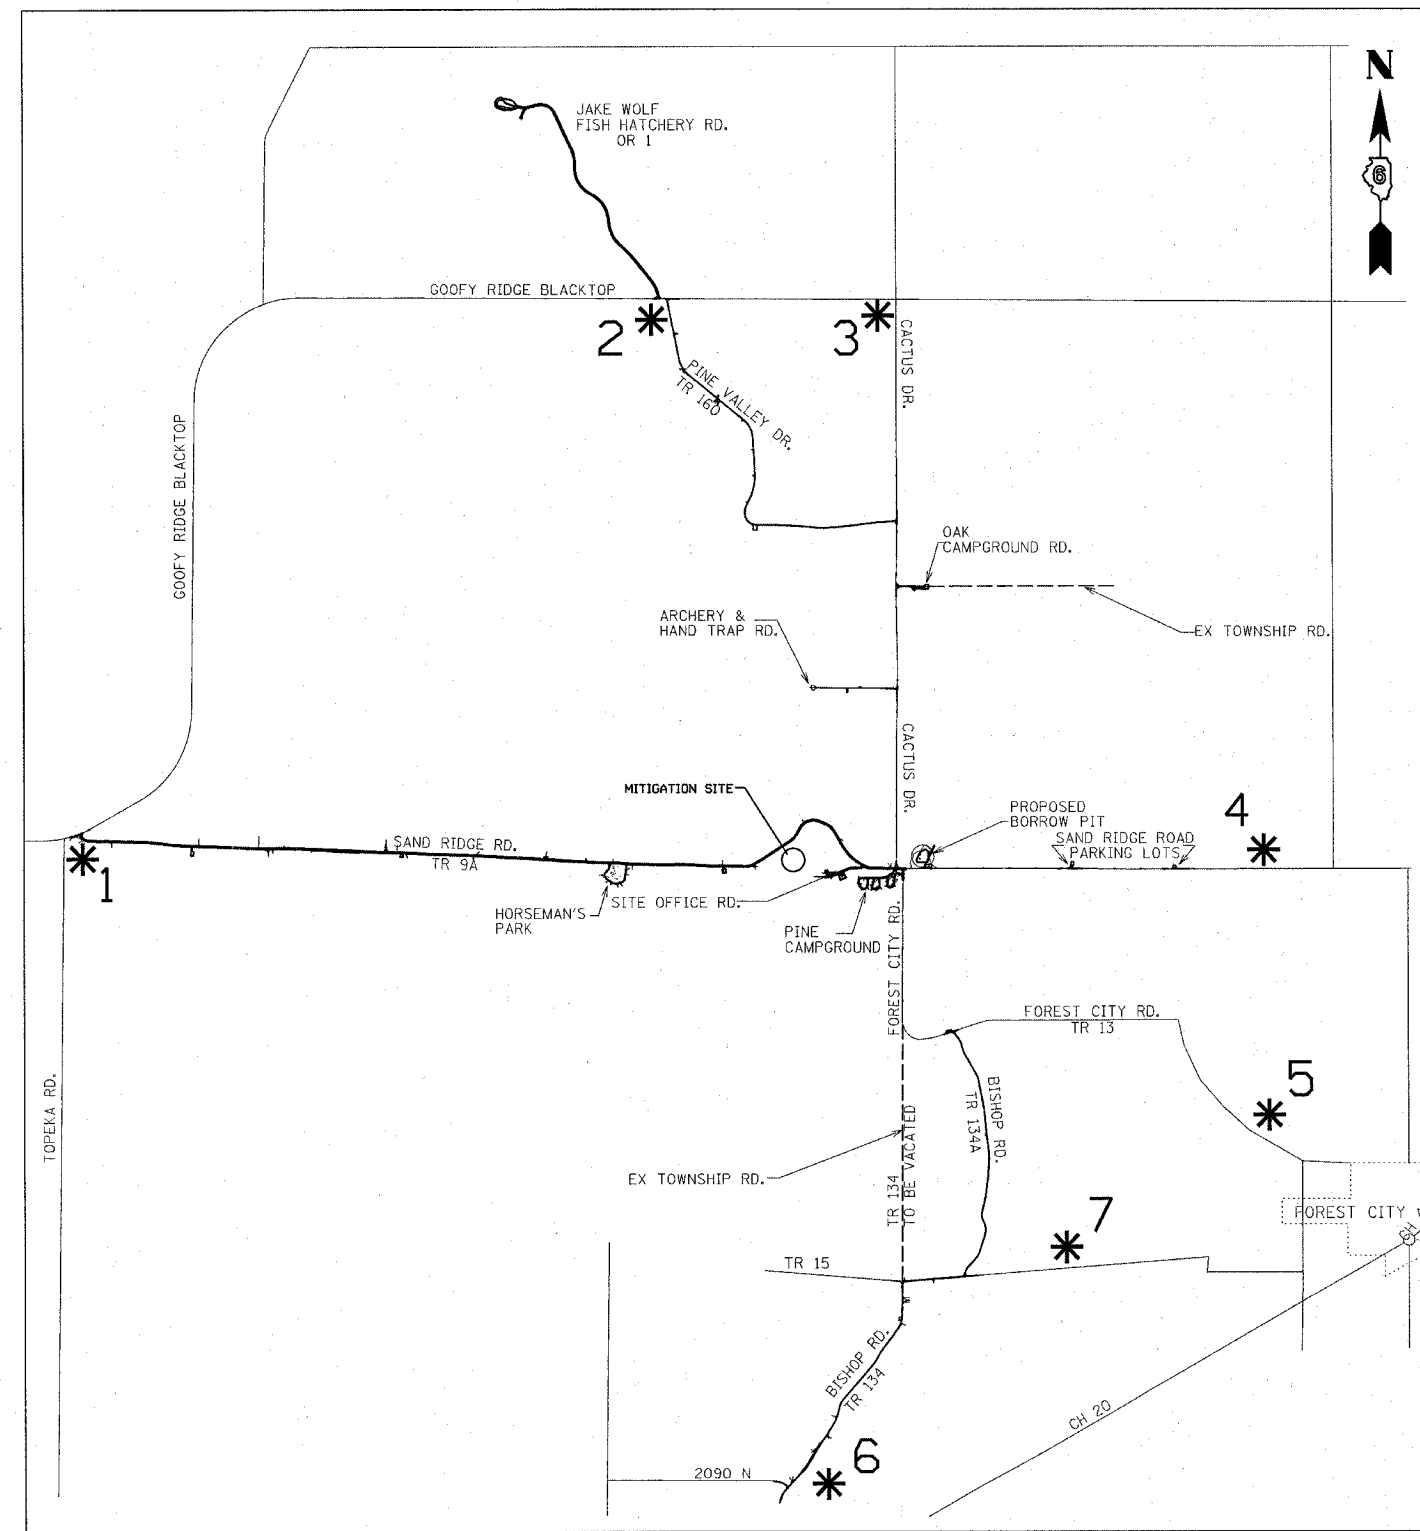 N
6
JAKE WOLF
FISH HATCHERY RD.
OR 1
GOOFY RIDGE BLACKTOP
2
3
CACTUS DR.
PINE VALLEY DR.
TR 160
GOOFY RIDGE BLACKTOP
OAK
CAMPGROUND RD.
ARCHERY &
HAND TRAP RD.
EX TOWNSHIP RD.
CACTUS DR.
MITIGATION SITE
PROPOSED
BORROW PIT
SAND RIDGE ROAD
PARKING LOTS
4
SAND RIDGE RD.
TR 9A
1
HORSEMAN'S
PARK
SITE OFFICE RD.
PINE
CAMPGROUND
FOREST CITY RD.
FOREST CITY RD.
TR 13
5
TOPEKA RD.
BISHOP RD.
TR 134A
EX TOWNSHIP RD.
TR 134
TO BE VACATED
7
FOREST CITY
TR 15
BISHOP RD.
TR 134
CH 20
6
2090 N